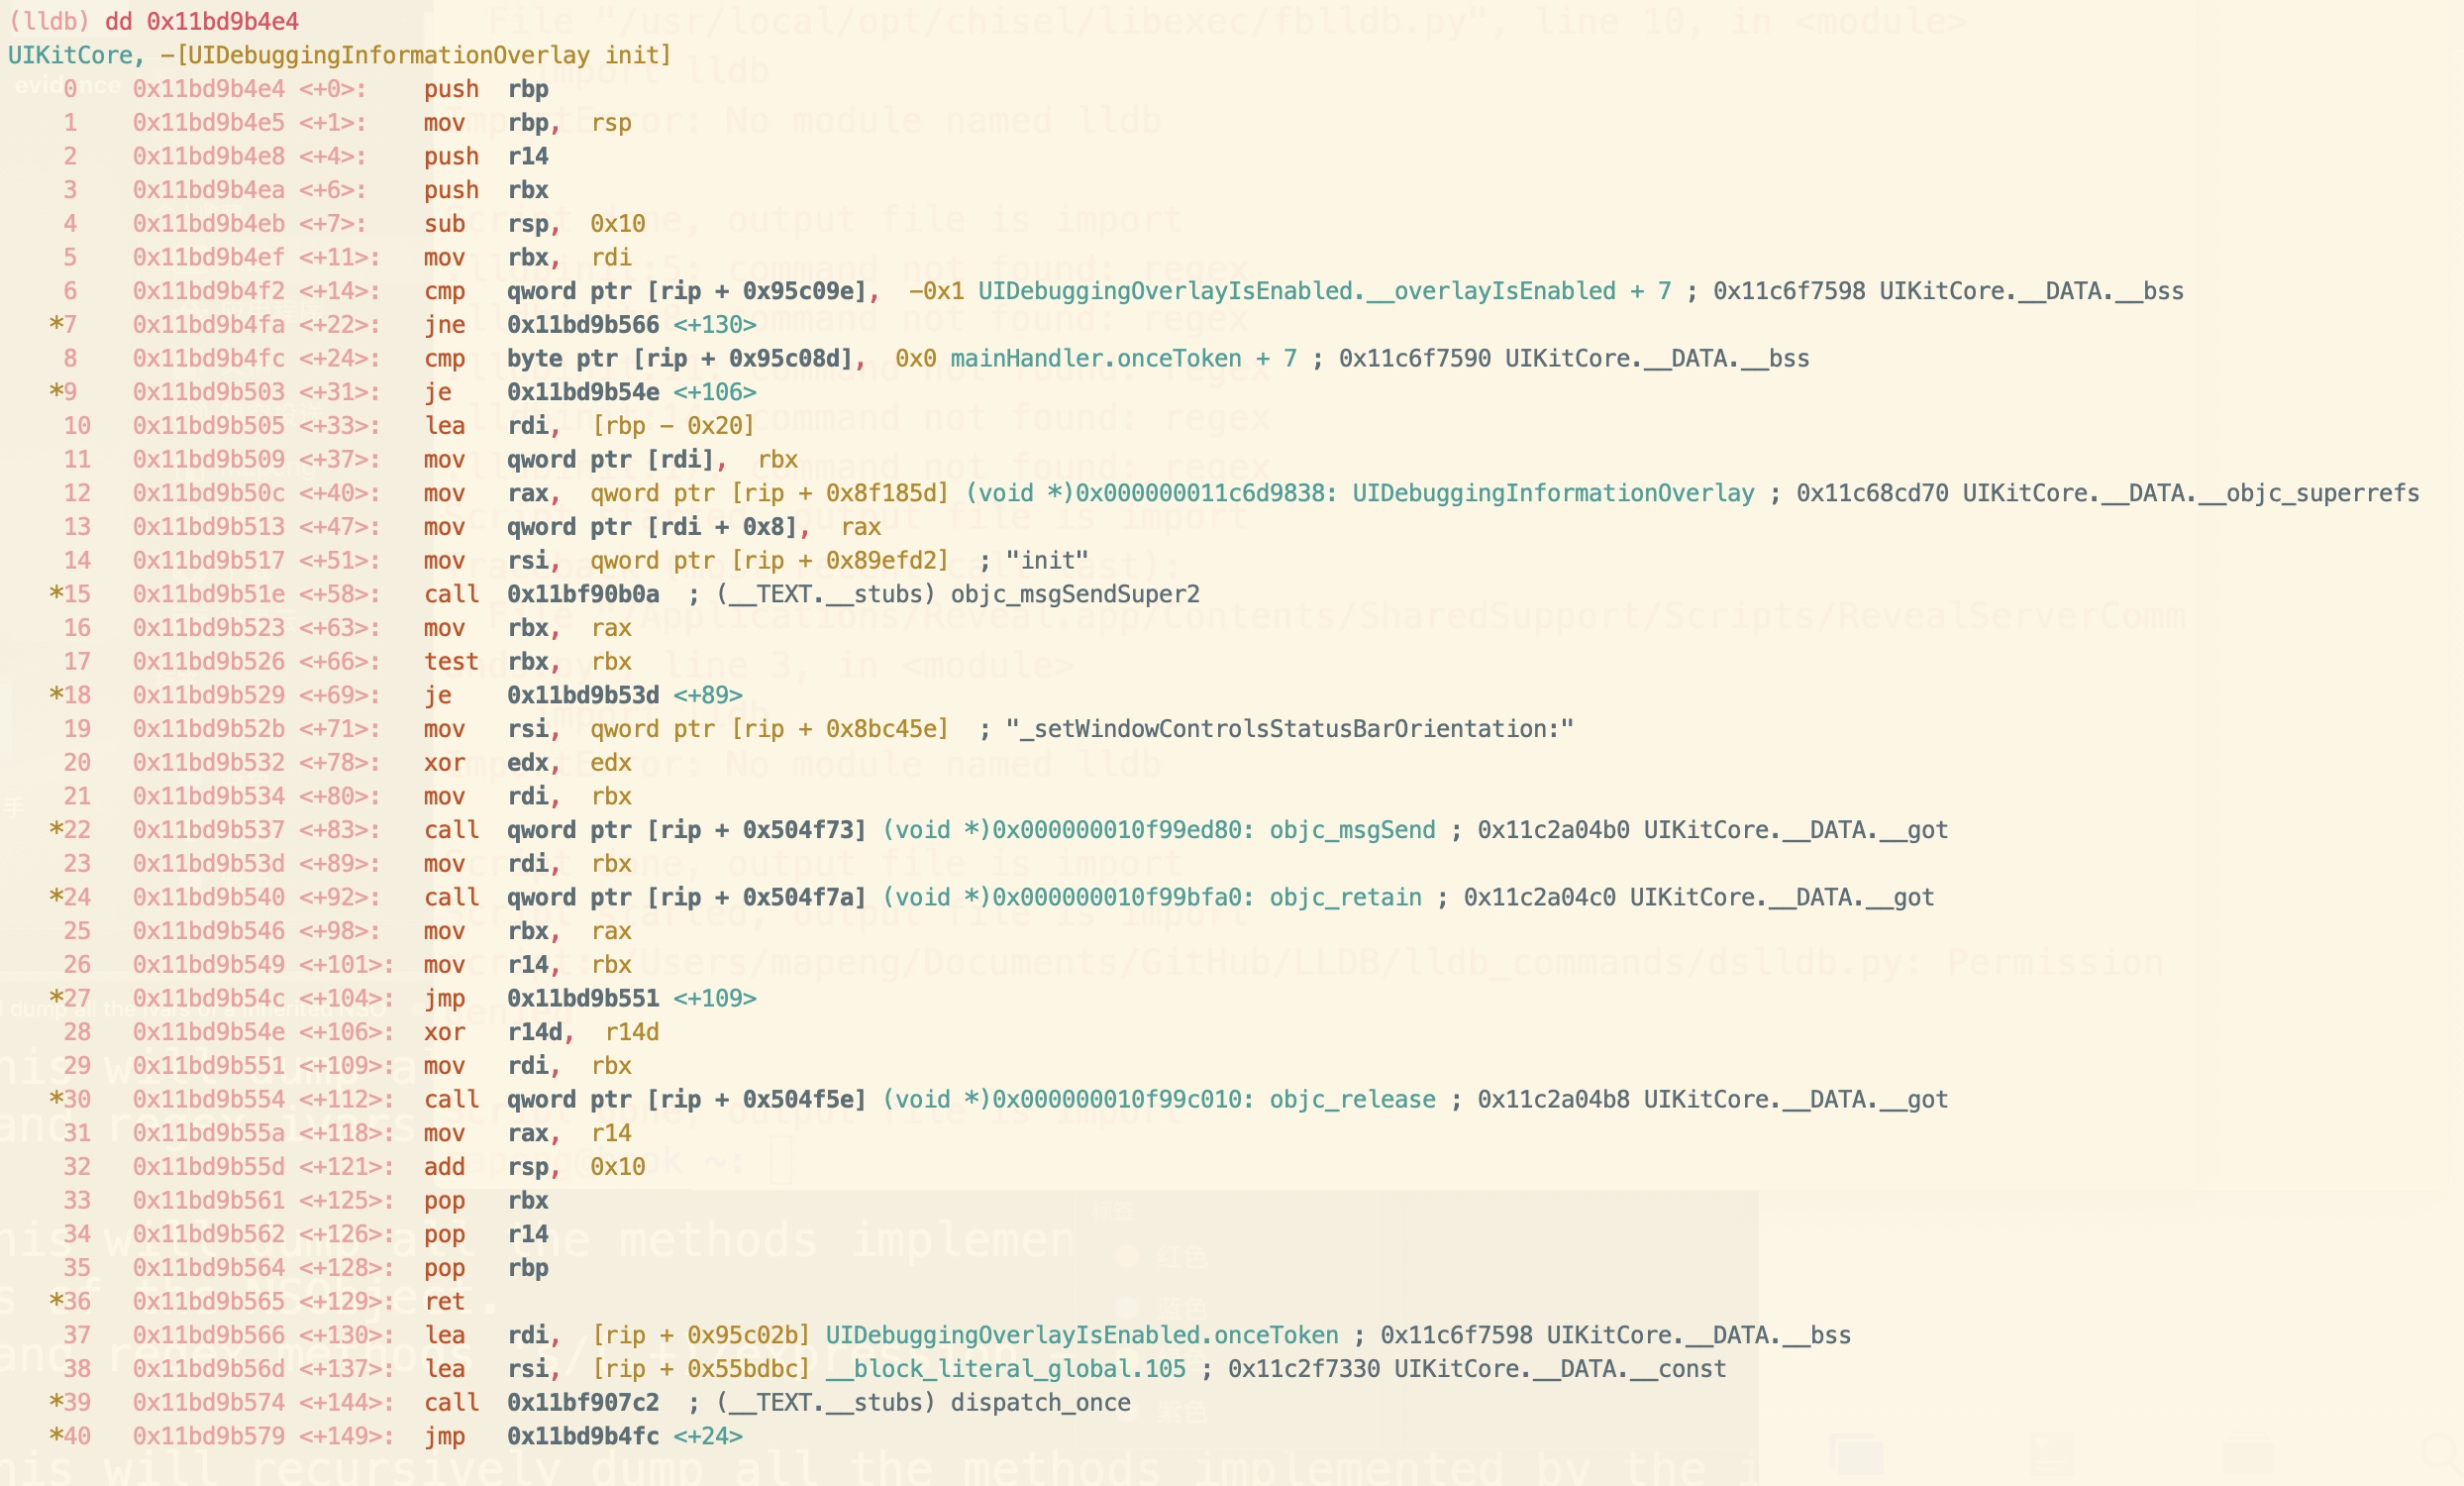 (lldb) dd 0x11bd9b4e4
UIKitCore, -[UIDebuggingInformationOverlay init]
0 0x11bd9b4e4 <+0>: push rbp
1 0x11bd9b4e5 <+1>: mov rbp, rsp
2 0x11bd9b4e8 <+4>: push r14
3 0x11bd9b4ea <+6>: push rbx
4 0x11bd9b4eb <+7>: sub rsp, 0x10
5 0x11bd9b4ef <+11>: mov rbx, rdi
6 0x11bd9b4f2 <+14>: cmp qword ptr [rip + 0x95c09e], -0x1 UIDebuggingOverlayIsEnabled.__overlayIsEnabled + 7 ; 0x11c6f7598 UIKitCore.__DATA.__bss
*7 0x11bd9b4fa <+22>: jne 0x11bd9b566 <+130>
8 0x11bd9b4fc <+24>: cmp byte ptr [rip + 0x95c08d], 0x0 mainHandler.onceToken + 7 ; 0x11c6f7590 UIKitCore.__DATA.__bss
*9 0x11bd9b503 <+31>: je 0x11bd9b54e <+106>
10 0x11bd9b505 <+33>: lea rdi, [rbp - 0x20]
11 0x11bd9b509 <+37>: mov qword ptr [rdi], rbx
12 0x11bd9b50c <+40>: mov rax, qword ptr [rip + 0x8f185d] (void *)0x000000011c6d9838: UIDebuggingInformationOverlay ; 0x11c68cd70 UIKitCore.__DATA.__objc_superrefs
13 0x11bd9b513 <+47>: mov qword ptr [rdi + 0x8], rax
14 0x11bd9b517 <+51>: mov rsi, qword ptr [rip + 0x89efd2] ; "init"
*15 0x11bd9b51e <+58>: call 0x11bf90b0a ; (__TEXT.__stubs) objc_msgSendSuper2
16 0x11bd9b523 <+63>: mov rbx, rax
17 0x11bd9b526 <+66>: test rbx, rbx
*18 0x11bd9b529 <+69>: je 0x11bd9b53d <+89>
19 0x11bd9b52b <+71>: mov rsi, qword ptr [rip + 0x8bc45e] ; "_setWindowControlsStatusBarOrientation:"
20 0x11bd9b532 <+78>: xor edx, edx
21 0x11bd9b534 <+80>: mov rdi, rbx
*22 0x11bd9b537 <+83>: call qword ptr [rip + 0x504f73] (void *)0x000000010f99ed80: objc_msgSend ; 0x11c2a04b0 UIKitCore.__DATA.__got
23 0x11bd9b53d <+89>: mov rdi, rbx
*24 0x11bd9b540 <+92>: call qword ptr [rip + 0x504f7a] (void *)0x000000010f99bfa0: objc_retain ; 0x11c2a04c0 UIKitCore.__DATA.__got
25 0x11bd9b546 <+98>: mov rbx, rax
26 0x11bd9b549 <+101>: mov r14, rbx
*27 0x11bd9b54c <+104>: jmp 0x11bd9b551 <+109>
28 0x11bd9b54e <+106>: xor r14d, r14d
29 0x11bd9b551 <+109>: mov rdi, rbx
*30 0x11bd9b554 <+112>: call qword ptr [rip + 0x504f5e] (void *)0x000000010f99c010: objc_release ; 0x11c2a04b8 UIKitCore.__DATA.__got
31 0x11bd9b55a <+118>: mov rax, r14
32 0x11bd9b55d <+121>: add rsp, 0x10
33 0x11bd9b561 <+125>: pop rbx
34 0x11bd9b562 <+126>: pop r14
35 0x11bd9b564 <+128>: pop rbp
*36 0x11bd9b565 <+129>: ret
37 0x11bd9b566 <+130>: lea rdi, [rip + 0x95c02b] UIDebuggingOverlayIsEnabled.onceToken ; 0x11c6f7598 UIKitCore.__DATA.__bss
38 0x11bd9b56d <+137>: lea rsi, [rip + 0x55bdbc] __block_literal_global.105 ; 0x11c2f7330 UIKitCore.__DATA.__const
*39 0x11bd9b574 <+144>: call 0x11bf907c2 ; (__TEXT.__stubs) dispatch_once
*40 0x11bd9b579 <+149>: jmp 0x11bd9b4fc <+24>